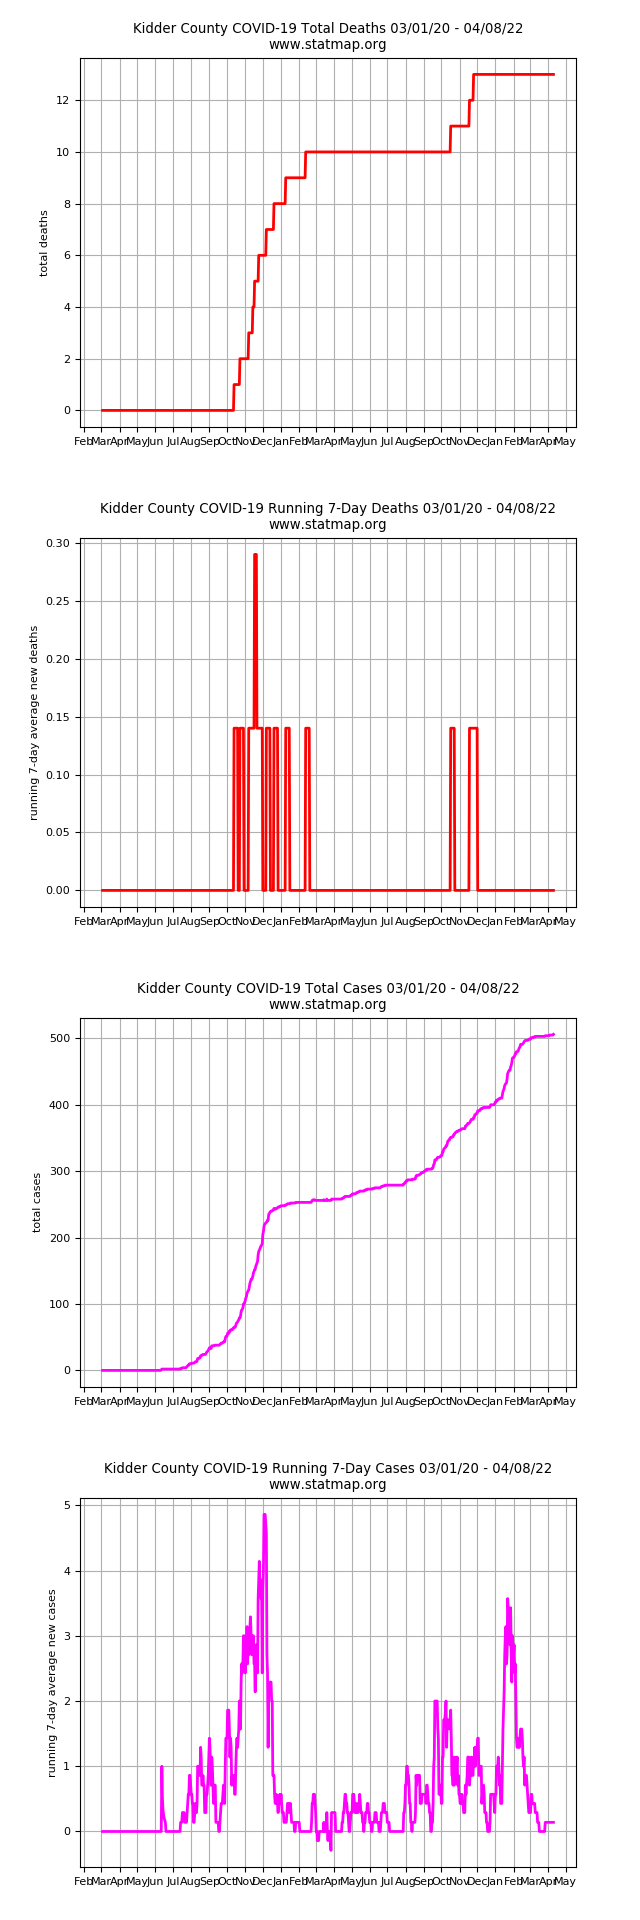 Kidder County COVID-19 Total Deaths 03/01/20 - 04/08/22
www.statmap.org
12
10
8
6
4
2
0
total deaths
Feb Mar Apr May Jun Jul Aug Sep Oct Nov Dec Jan Feb Mar Apr May Jun Jul Aug Sep Oct Nov Dec Jan Feb Mar Apr May
Kidder County COVID-19 Running 7-Day Deaths 03/01/20 - 04/08/22
www.statmap.org
0.30
0.25
0.20
0.15
0.10
0.05
0.00
running 7-day average new deaths
Feb Mar Apr May Jun Jul Aug Sep Oct Nov Dec Jan Feb Mar Apr May Jun Jul Aug Sep Oct Nov Dec Jan Feb Mar Apr May
Kidder County COVID-19 Total Cases 03/01/20 - 04/08/22
www.statmap.org
500
400
300
200
100
0
total cases
Feb Mar Apr May Jun Jul Aug Sep Oct Nov Dec Jan Feb Mar Apr May Jun Jul Aug Sep Oct Nov Dec Jan Feb Mar Apr May
Kidder County COVID-19 Running 7-Day Cases 03/01/20 - 04/08/22
www.statmap.org
5
4
3
2
1
0
running 7-day average new cases
Feb Mar Apr May Jun Jul Aug Sep Oct Nov Dec Jan Feb Mar Apr May Jun Jul Aug Sep Oct Nov Dec Jan Feb Mar Apr May